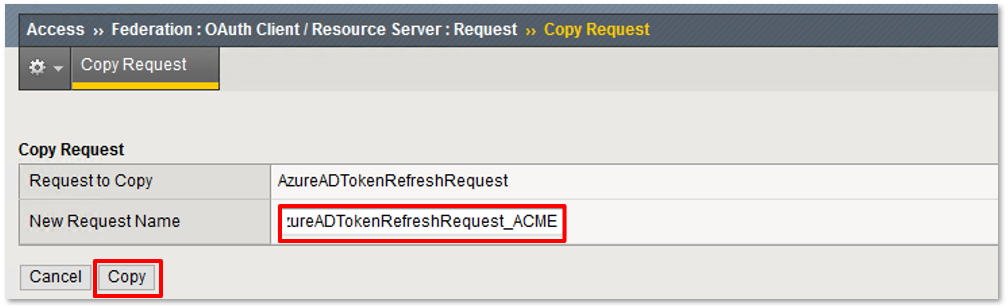 Access ›› Federation : OAuth Client / Resource Server : Request ›› Copy Request
Copy Request
Copy Request
Request to Copy AzureADTokenRefreshRequest
New Request Name zureADTokenRefreshRequest_ACME
Cancel Copy